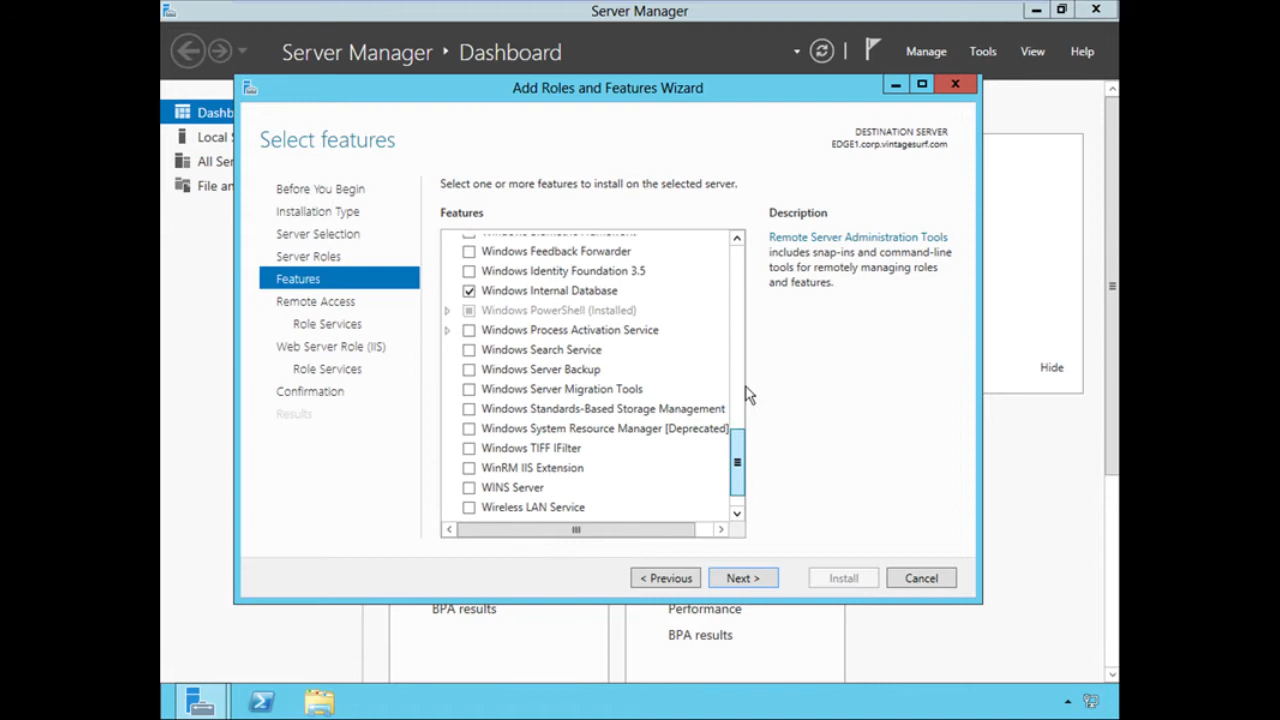 Server Manager
Server Manager ‣ Dashboard
Manage Tools View Help
Dashb
Local S
All Ser
File an
Add Roles and Features Wizard
Select features
DESTINATION SERVER
EDGE1.corp.vintagesurf.com
Before You Begin
Installation Type
Server Selection
Server Roles
Features
Remote Access
Role Services
Web Server Role (IIS)
Role Services
Confirmation
Results
Select one or more features to install on the selected server.
Features
Windows Feedback Forwarder
Windows Identity Foundation 3.5
Windows Internal Database
Windows PowerShell (Installed)
Windows Process Activation Service
Windows Search Service
Windows Server Backup
Windows Server Migration Tools
Windows Standards-Based Storage Management
Windows System Resource Manager [Deprecated]
Windows TIFF IFilter
WinRM IIS Extension
WINS Server
Wireless LAN Service
Description
Remote Server Administration Tools
includes snap-ins and command-line
tools for remotely managing roles
and features.
Hide
< Previous
Next >
Install
Cancel
BPA results
Performance
BPA results